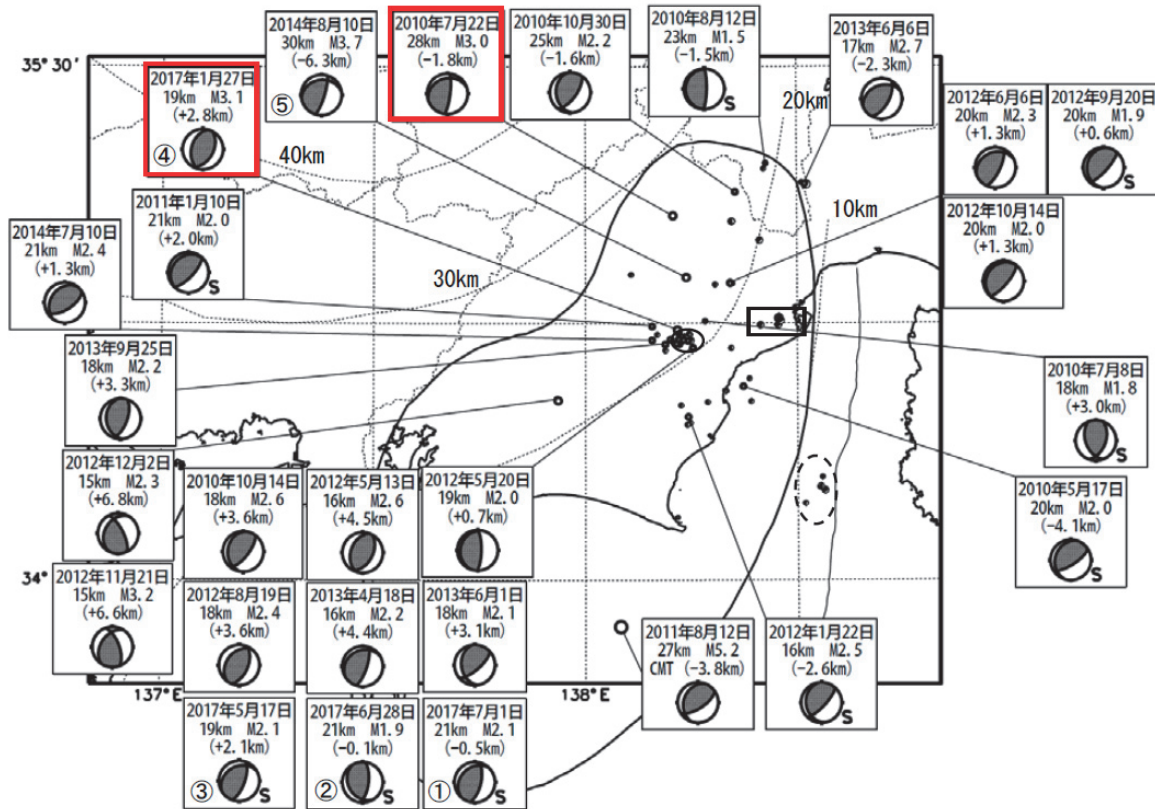 2014年8月10日
30km M3.7
(-6.3km)
⑤
2010年7月22日
28km M3.0
(-1.8km)
2010年10月30日
25km M2.2
(-1.6km)
2010年8月12日
23km M1.5
(-1.5km)
S
2013年6月6日
17km M2.7
(-2.3km)
35°30'
2017年1月27日
19km M3.1
(+2.8km)
④
20km
2012年6月6日
20km M2.3
(+1.3km)
2012年9月20日
20km M1.9
(+0.6km)
S
40km
2011年1月10日
21km M2.0
(+2.0km)
S
10km
2012年10月14日
20km M2.0
(+1.3km)
2014年7月10日
21km M2.4
(+1.3km)
30km
2013年9月25日
18km M2.2
(+3.3km)
2010年7月8日
18km M1.8
(+3.0km)
S
2012年12月2日
15km M2.3
(+6.8km)
2010年10月14日
18km M2.6
(+3.6km)
2012年5月13日
16km M2.6
(+4.5km)
2012年5月20日
19km M2.0
(+0.7km)
2010年5月17日
20km M2.0
(-4.1km)
S
34°
2012年11月21日
15km M3.2
(+6.6km)
2012年8月19日
18km M2.4
(+3.6km)
2013年4月18日
16km M2.2
(+4.4km)
2013年6月1日
18km M2.1
(+3.1km)
2011年8月12日
27km M5.2
CMT (-3.8km)
2012年1月22日
16km M2.5
(-2.6km)
S
137°E
138°E
2017年5月17日
19km M2.1
(+2.1km)
③
S
2017年6月28日
21km M1.9
(-0.1km)
②
S
2017年7月1日
21km M2.1
(-0.5km)
①
S